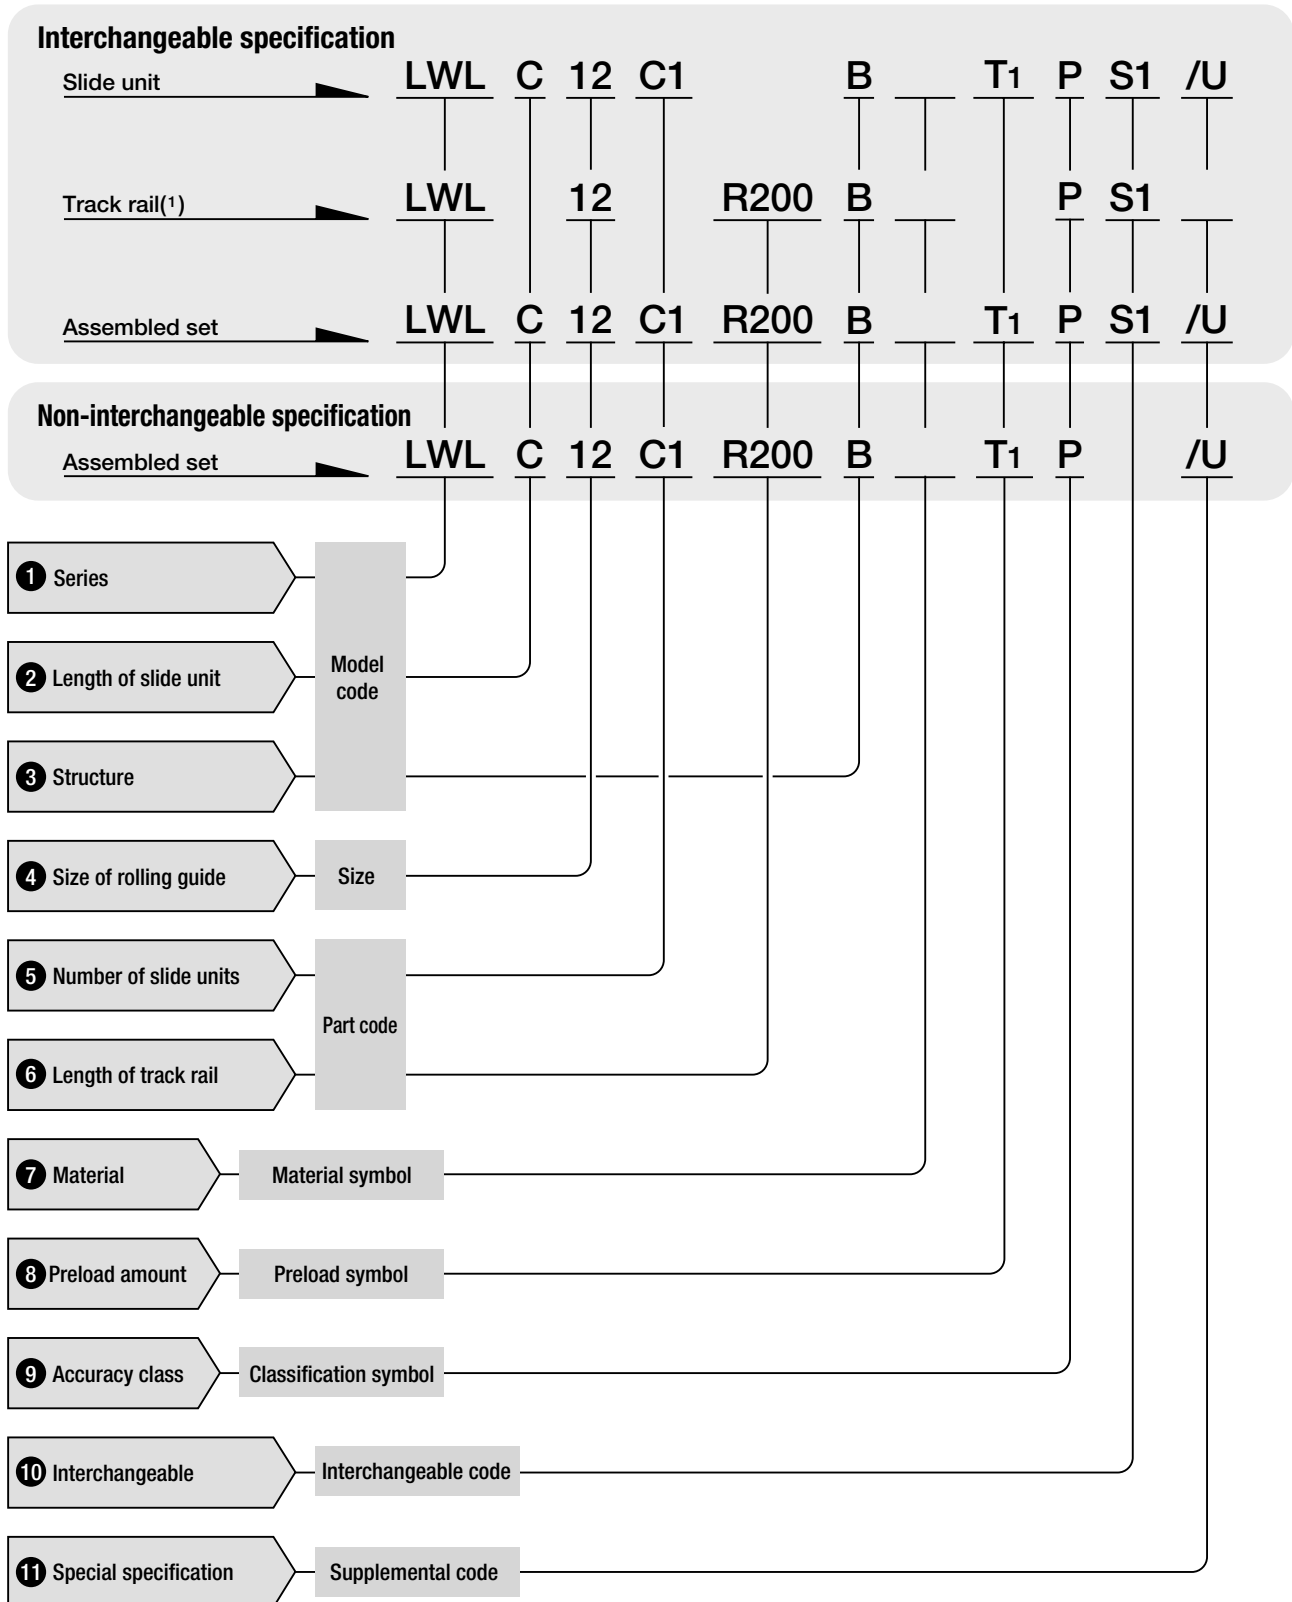 Interchangeable specification
Slide unit LWL C 12 C1 B T1 P S1 /U
Track rail(1) LWL 12 R200 B P S1
Assembled set LWL C 12 C1 R200 B T1 P S1 /U
Non-interchangeable specification
Assembled set LWL C 12 C1 R200 B T1 P /U
1 Series
2 Length of slide unit
Model
code
3 Structure
4 Size of rolling guide Size
5 Number of slide units
Part code
6 Length of track rail
7 Material Material symbol
8 Preload amount Preload symbol
9 Accuracy class Classification symbol
10 Interchangeable Interchangeable code
11 Special specification Supplemental code